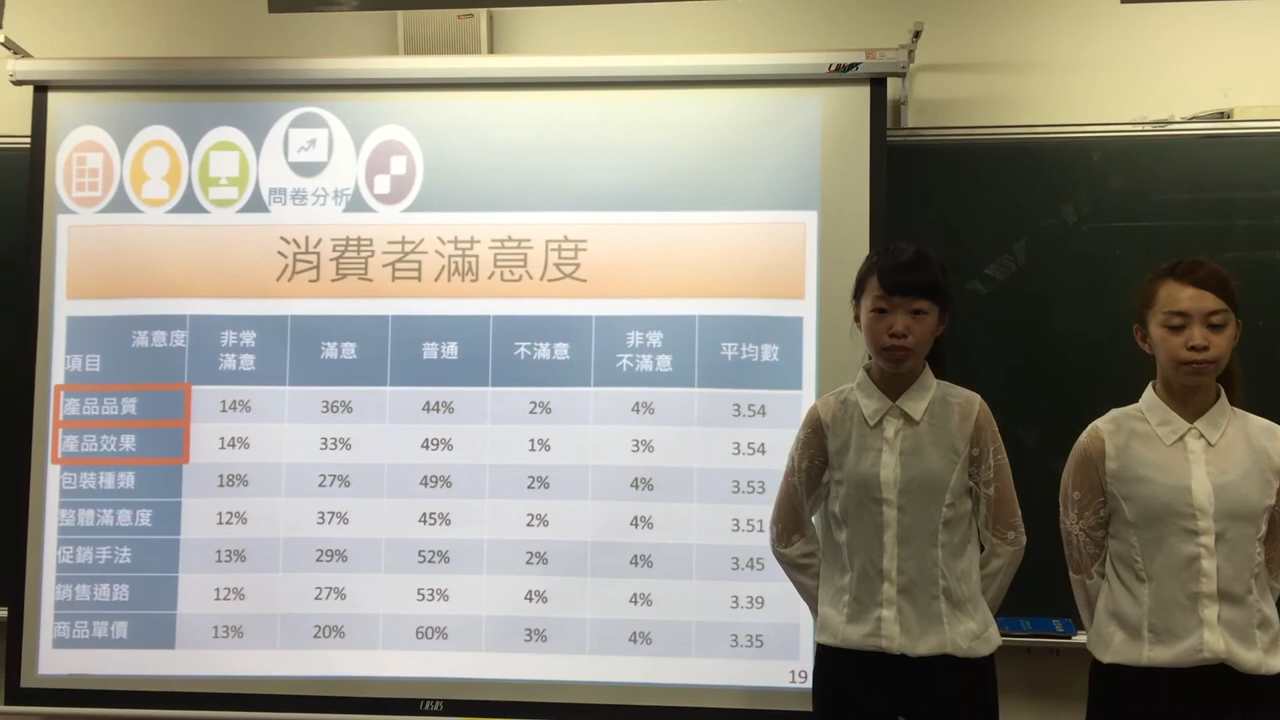 問卷分析
消費者滿意度
滿意度 項目 非常滿意 滿意 普通 不滿意 非常不滿意 平均數
產品品質 14% 36% 44% 2% 4% 3.54
產品效果 14% 33% 49% 1% 3% 3.54
包裝種類 18% 27% 49% 2% 4% 3.53
整體滿意度 12% 37% 45% 2% 4% 3.51
促銷手法 13% 29% 52% 2% 4% 3.45
銷售通路 12% 27% 53% 4% 4% 3.39
商品單價 13% 20% 60% 3% 4% 3.35
19